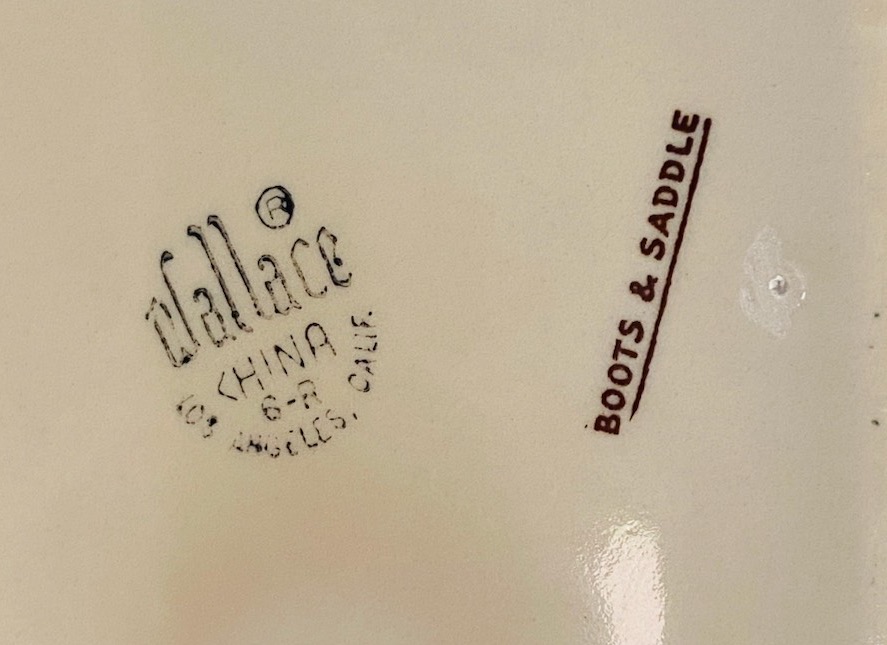 Wallace ®
CHINA
6-R
LOS ANGELES, CALIF.
BOOTS & SADDLE